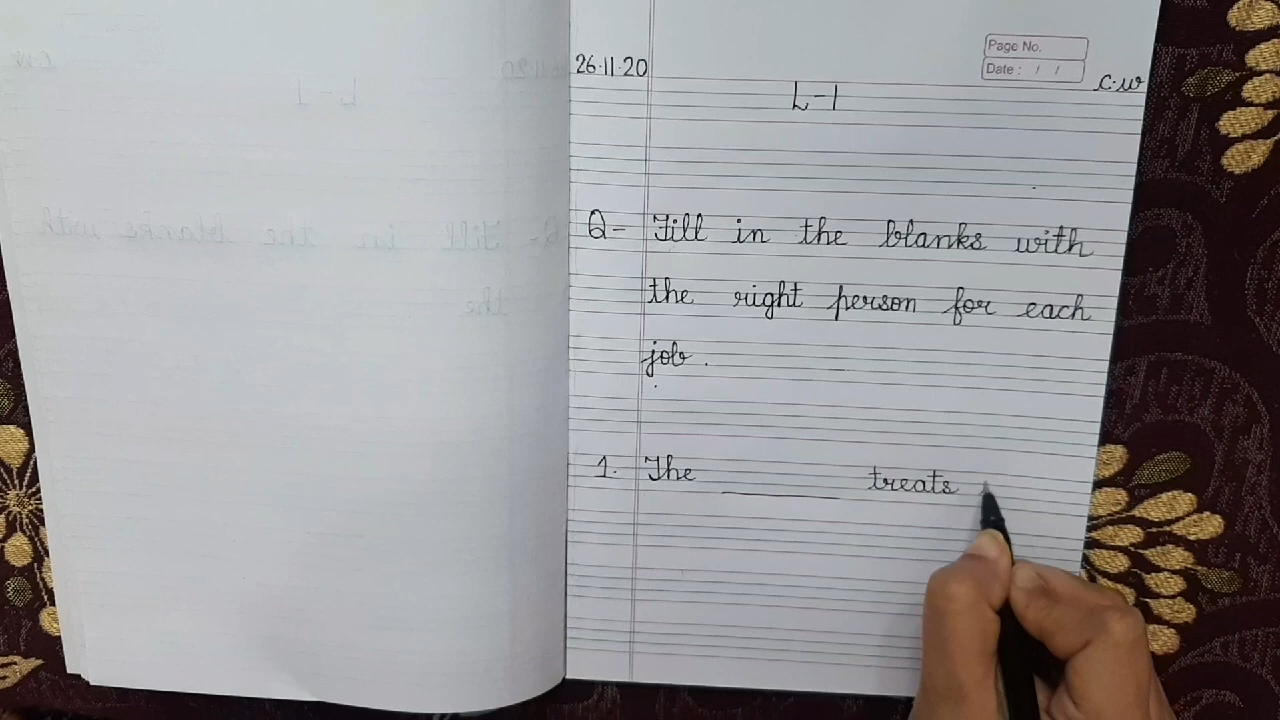 Page No.
Date : / /
26.11.20
C.W
L-1
Q- Fill in the blanks with
the right person for each
job.
1. The ______ treats